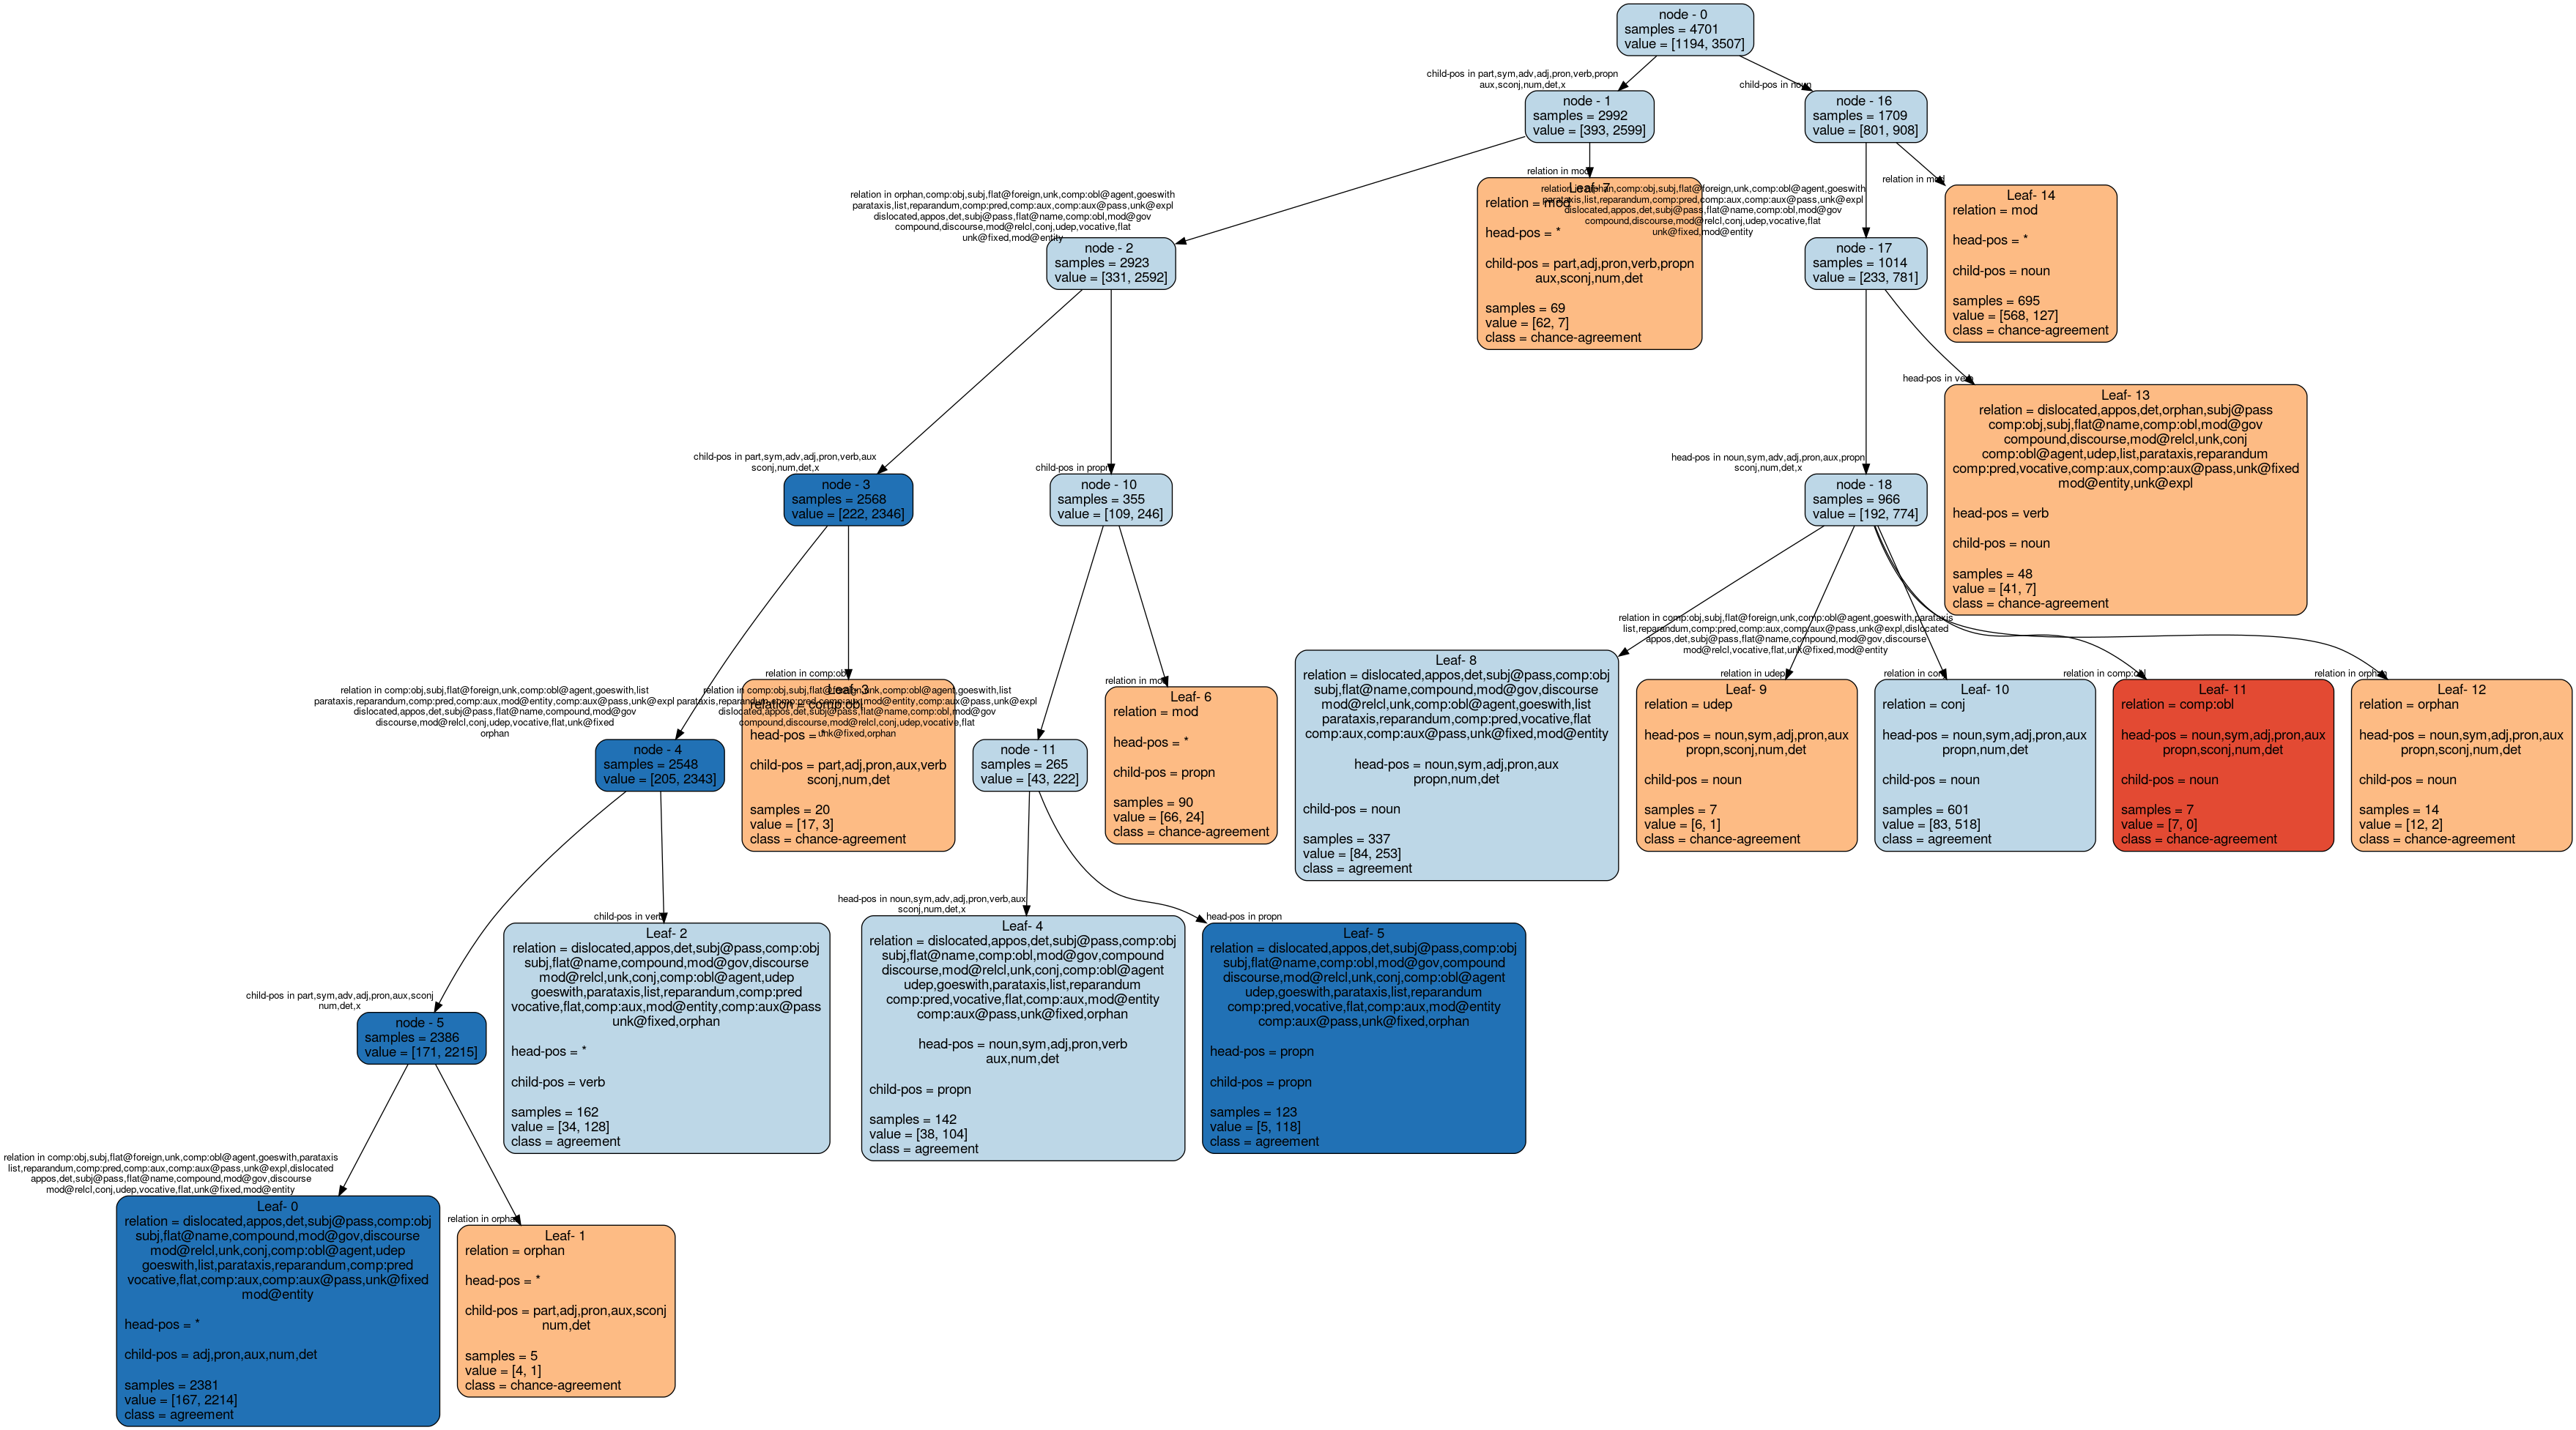 node - 0
samples = 4701
value = [1194, 3507]
child-pos in part,sym,adv,adj,pron,verb,propn
aux,sconj,num,det,x
child-pos in noun
node - 1
samples = 2992
value = [393, 2599]
node - 16
samples = 1709
value = [801, 908]
relation in orphan,comp:obj,subj,flat@foreign,unk,comp:obl@agent,goeswith
parataxis,list,reparandum,comp:pred,comp:aux,comp:aux@pass,unk@expl
dislocated,appos,det,subj@pass,flat@name,comp:obl,mod@gov
compound,discourse,mod@relcl,conj,udep,vocative,flat
unk@fixed,mod@entity
relation in mod
Leaf- 7
relation = mod
head-pos = *
child-pos = part,adj,pron,verb,propn
aux,sconj,num,det
samples = 69
value = [62, 7]
class = chance-agreement
relation in orphan,comp:obj,subj,flat@foreign,unk,comp:obl@agent,goeswith
parataxis,list,reparandum,comp:pred,comp:aux,comp:aux@pass,unk@expl
dislocated,appos,det,subj@pass,flat@name,comp:obl,mod@gov
compound,discourse,mod@relcl,conj,udep,vocative,flat
unk@fixed,mod@entity
relation in mod
Leaf- 14
relation = mod
head-pos = *
child-pos = noun
samples = 695
value = [568, 127]
class = chance-agreement
node - 2
samples = 2923
value = [331, 2592]
node - 17
samples = 1014
value = [233, 781]
head-pos in verb
Leaf- 13
relation = dislocated,appos,det,orphan,subj@pass
comp:obj,subj,flat@name,comp:obl,mod@gov
compound,discourse,mod@relcl,unk,conj
comp:obl@agent,udep,list,parataxis,reparandum
comp:pred,vocative,comp:aux,comp:aux@pass,unk@fixed
mod@entity,unk@expl
head-pos = verb
child-pos = noun
samples = 48
value = [41, 7]
class = chance-agreement
child-pos in part,sym,adv,adj,pron,verb,aux
sconj,num,det,x
child-pos in propn
head-pos in noun,sym,adv,adj,pron,aux,propn
sconj,num,det,x
node - 3
samples = 2568
value = [222, 2346]
node - 10
samples = 355
value = [109, 246]
node - 18
samples = 966
value = [192, 774]
relation in comp:obj,subj,flat@foreign,unk,comp:obl@agent,goeswith,list
parataxis,reparandum,comp:pred,comp:aux,mod@entity,comp:aux@pass,unk@expl
dislocated,appos,det,subj@pass,flat@name,compound,mod@gov
discourse,mod@relcl,conj,udep,vocative,flat,unk@fixed
orphan
relation in comp:obl
Leaf- 3
relation = comp:obl
head-pos = *
child-pos = part,adj,pron,aux,verb
sconj,num,det
samples = 20
value = [17, 3]
class = chance-agreement
relation in comp:obj,subj,flat@foreign,unk,comp:obl@agent,goeswith,list
parataxis,reparandum,comp:pred,comp:aux,mod@entity,comp:aux@pass,unk@expl
dislocated,appos,det,subj@pass,flat@name,comp:obl,mod@gov
compound,discourse,mod@relcl,conj,udep,vocative,flat
unk@fixed,orphan
relation in mod
Leaf- 6
relation = mod
head-pos = *
child-pos = propn
samples = 90
value = [66, 24]
class = chance-agreement
relation in comp:obj,subj,flat@foreign,unk,comp:obl@agent,goeswith,parataxis
list,reparandum,comp:pred,comp:aux,comp:aux@pass,unk@expl,dislocated
appos,det,subj@pass,flat@name,compound,mod@gov,discourse
mod@relcl,vocative,flat,unk@fixed,mod@entity
Leaf- 8
relation = dislocated,appos,det,subj@pass,comp:obj
subj,flat@name,compound,mod@gov,discourse
mod@relcl,unk,comp:obl@agent,goeswith,list
parataxis,reparandum,comp:pred,vocative,flat
comp:aux,comp:aux@pass,unk@fixed,mod@entity
head-pos = noun,sym,adj,pron,aux
propn,num,det
child-pos = noun
samples = 337
value = [84, 253]
class = agreement
relation in udep
Leaf- 9
relation = udep
head-pos = noun,sym,adj,pron,aux
propn,sconj,num,det
child-pos = noun
samples = 7
value = [6, 1]
class = chance-agreement
relation in conj
Leaf- 10
relation = conj
head-pos = noun,sym,adj,pron,aux
propn,num,det
child-pos = noun
samples = 601
value = [83, 518]
class = agreement
relation in comp:obl
Leaf- 11
relation = comp:obl
head-pos = noun,sym,adj,pron,aux
propn,sconj,num,det
child-pos = noun
samples = 7
value = [7, 0]
class = chance-agreement
relation in orphan
Leaf- 12
relation = orphan
head-pos = noun,sym,adj,pron,aux
propn,sconj,num,det
child-pos = noun
samples = 14
value = [12, 2]
class = chance-agreement
node - 4
samples = 2548
value = [205, 2343]
node - 11
samples = 265
value = [43, 222]
child-pos in part,sym,adv,adj,pron,aux,sconj
num,det,x
child-pos in verb
Leaf- 2
relation = dislocated,appos,det,subj@pass,comp:obj
subj,flat@name,compound,mod@gov,discourse
mod@relcl,unk,conj,comp:obl@agent,udep
goeswith,parataxis,list,reparandum,comp:pred
vocative,flat,comp:aux,mod@entity,comp:aux@pass
unk@fixed,orphan
head-pos = *
child-pos = verb
samples = 162
value = [34, 128]
class = agreement
head-pos in noun,sym,adv,adj,pron,verb,aux
sconj,num,det,x
Leaf- 4
relation = dislocated,appos,det,subj@pass,comp:obj
subj,flat@name,comp:obl,mod@gov,compound
discourse,mod@relcl,unk,conj,comp:obl@agent
udep,goeswith,parataxis,list,reparandum
comp:pred,vocative,flat,comp:aux,mod@entity
comp:aux@pass,unk@fixed,orphan
head-pos = noun,sym,adj,pron,verb
aux,num,det
child-pos = propn
samples = 142
value = [38, 104]
class = agreement
head-pos in propn
Leaf- 5
relation = dislocated,appos,det,subj@pass,comp:obj
subj,flat@name,comp:obl,mod@gov,compound
discourse,mod@relcl,unk,conj,comp:obl@agent
udep,goeswith,parataxis,list,reparandum
comp:pred,vocative,flat,comp:aux,mod@entity
comp:aux@pass,unk@fixed,orphan
head-pos = propn
child-pos = propn
samples = 123
value = [5, 118]
class = agreement
node - 5
samples = 2386
value = [171, 2215]
relation in comp:obj,subj,flat@foreign,unk,comp:obl@agent,goeswith,parataxis
list,reparandum,comp:pred,comp:aux,comp:aux@pass,unk@expl,dislocated
appos,det,subj@pass,flat@name,compound,mod@gov,discourse
mod@relcl,conj,udep,vocative,flat,unk@fixed,mod@entity
Leaf- 0
relation = dislocated,appos,det,subj@pass,comp:obj
subj,flat@name,compound,mod@gov,discourse
mod@relcl,unk,conj,comp:obl@agent,udep
goeswith,list,parataxis,reparandum,comp:pred
vocative,flat,comp:aux,comp:aux@pass,unk@fixed
mod@entity
head-pos = *
child-pos = adj,pron,aux,num,det
samples = 2381
value = [167, 2214]
class = agreement
relation in orphan
Leaf- 1
relation = orphan
head-pos = *
child-pos = part,adj,pron,aux,sconj
num,det
samples = 5
value = [4, 1]
class = chance-agreement